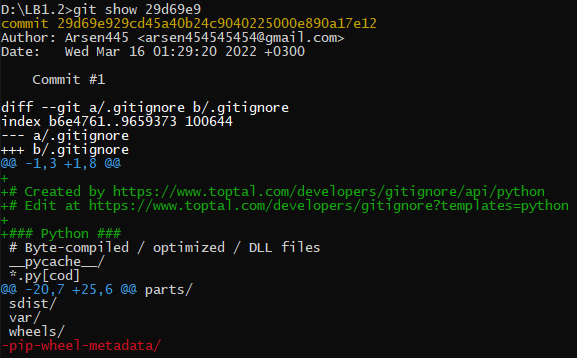 D:\LB1.2>git show 29d69e9
commit 29d69e929cd45a40b24c9040225000e890a17e12
Author: Arsen445 <arsen454545454@gmail.com>
Date:   Wed Mar 16 01:29:20 2022 +0300

    Commit #1

diff --git a/.gitignore b/.gitignore
index b6e4761..9659373 100644
--- a/.gitignore
+++ b/.gitignore
@@ -1,3 +1,8 @@
+
+# Created by https://www.toptal.com/developers/gitignore/api/python
+# Edit at https://www.toptal.com/developers/gitignore?templates=python
+
+### Python ###
 # Byte-compiled / optimized / DLL files
 __pycache__/
 *.py[cod]
@@ -20,7 +25,6 @@ parts/
 sdist/
 var/
 wheels/
-pip-wheel-metadata/